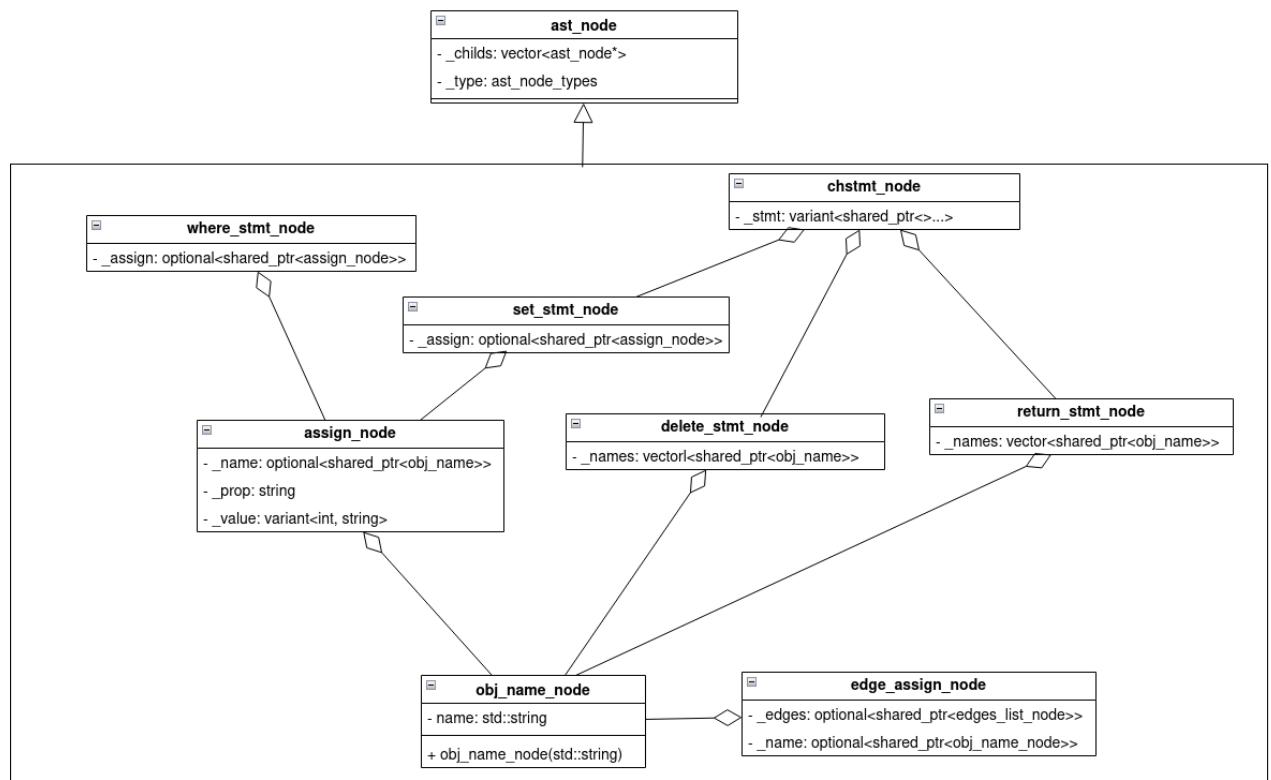 ast_node
- _childs: vector<ast_node*>
- _type: ast_node_types
chstmt_node
- _stmt: variant<shared_ptr<>...>
where_stmt_node
- _assign: optional<shared_ptr<assign_node>>
set_stmt_node
- _assign: optional<shared_ptr<assign_node>>
assign_node
- _name: optional<shared_ptr<obj_name>>
- _prop: string
- _value: variant<int, string>
delete_stmt_node
- _names: vectorl<shared_ptr<obj_name>>
return_stmt_node
- _names: vector<shared_ptr<obj_name>>
obj_name_node
- name: std::string
+ obj_name_node(std::string)
edge_assign_node
- _edges: optional<shared_ptr<edges_list_node>>
- _name: optional<shared_ptr<obj_name_node>>